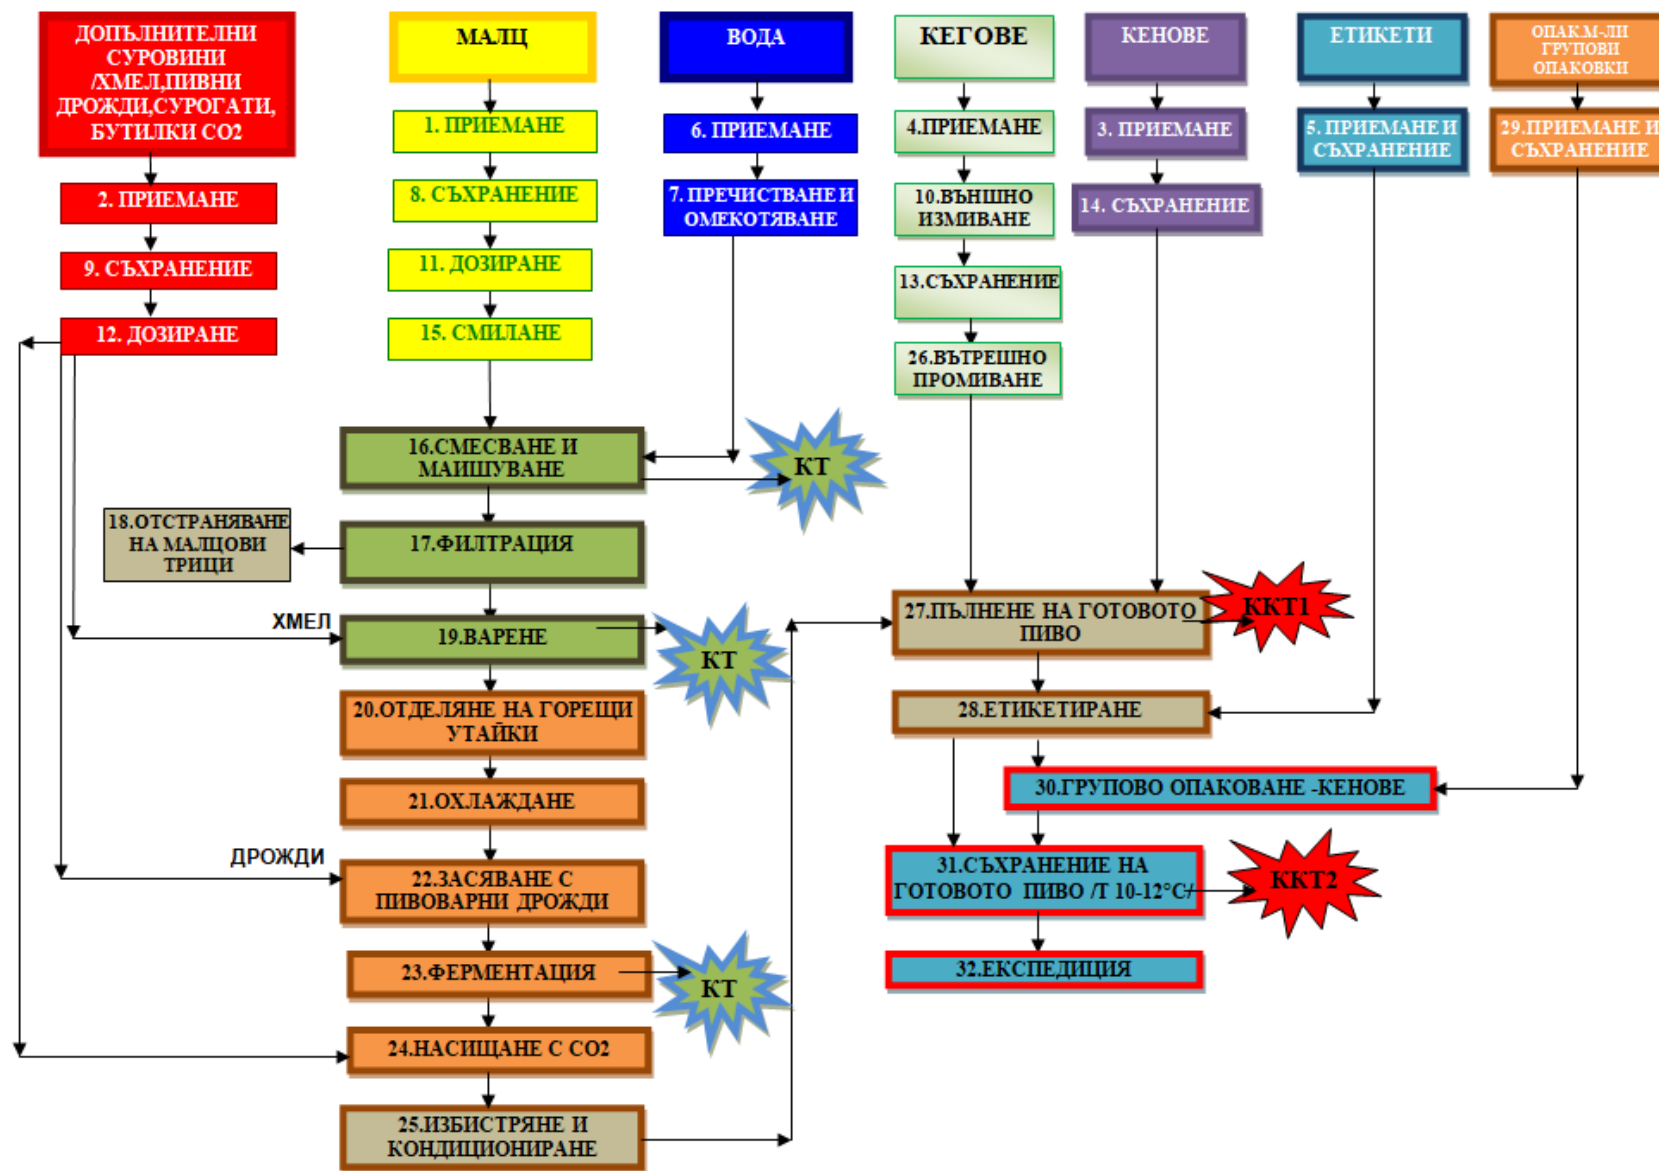 ДОПЪЛНИТЕЛНИ
СУРОВИНИ
/ХМЕЛ,ПИВНИ
ДРОЖДИ,СУРОГАТИ,
БУТИЛКИ СО2
МАЛЦ
ВОДА
КЕГОВЕ
КЕНОВЕ
ЕТИКЕТИ
ОПАК.М-ЛИ
ГРУПОВИ
ОПАКОВКИ
1. ПРИЕМАНЕ
6. ПРИЕМАНЕ
4.ПРИЕМАНЕ
3. ПРИЕМАНЕ
5. ПРИЕМАНЕ И
СЪХРАНЕНИЕ
29.ПРИЕМАНЕ И
СЪХРАНЕНИЕ
2. ПРИЕМАНЕ
8. СЪХРАНЕНИЕ
7. ПРЕЧИСТВАНЕ И
ОМЕКОТЯВАНЕ
10.ВЪНШНО
ИЗМИВАНЕ
14. СЪХРАНЕНИЕ
9. СЪХРАНЕНИЕ
11. ДОЗИРАНЕ
13.СЪХРАНЕНИЕ
12. ДОЗИРАНЕ
15. СМИЛАНЕ
26.ВЪТРЕШНО
ПРОМИВАНЕ
16.СМЕСВАНЕ И
МАИШУВАНЕ
КТ
18.ОТСТРАНЯВАНЕ
НА МАЛЦОВИ
ТРИЦИ
17.ФИЛТРАЦИЯ
ХМЕЛ
19.ВАРЕНЕ
КТ
27.ПЪЛНЕНЕ НА ГОТОВОТО
ПИВО
ККТ1
20.ОТДЕЛЯНЕ НА ГОРЕЩИ
УТАЙКИ
28.ЕТИКЕТИРАНЕ
21.ОХЛАЖДАНЕ
30.ГРУПОВО ОПАКОВАНЕ -КЕНОВЕ
ДРОЖДИ
22.ЗАСЯВАНЕ С
ПИВОВАРНИ ДРОЖДИ
31.СЪХРАНЕНИЕ НА
ГОТОВОТО ПИВО /Т 10-12°С/
ККТ2
23.ФЕРМЕНТАЦИЯ
КТ
32.ЕКСПЕДИЦИЯ
24.НАСИЩАНЕ С СО2
25.ИЗБИСТРЯНЕ И
КОНДИЦИОНИРАНЕ